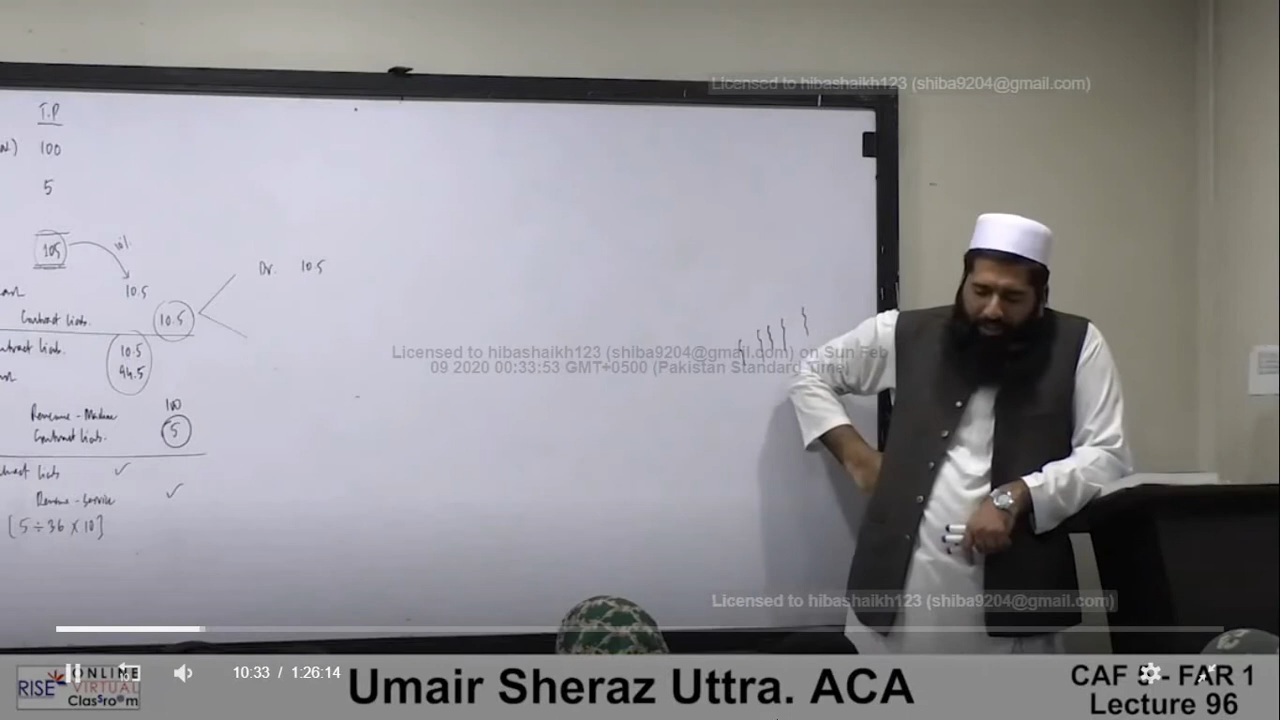 Licensed to hibashaikh123 (shiba9204@gmail.com)
T.P
100
5
105
10%
10.5
Dr. 10.5
Contract liab. 10.5
10.5
94.5
Licensed to hibashaikh123 (shiba9204@gmail.com) on Sun Feb
09 2020 00:33:53 GMT+0500 (Pakistan Standard Time)
Revenue - Machine 100
Contract liab. 5
Revenue - Service
[5 ÷ 36 x 10]
Licensed to hibashaikh123 (shiba9204@gmail.com)
10:33 / 1:26:14
RISE ONLINE
VIRTUAL
Classroom
Umair Sheraz Uttra. ACA
CAF 5 - FAR 1
Lecture 96